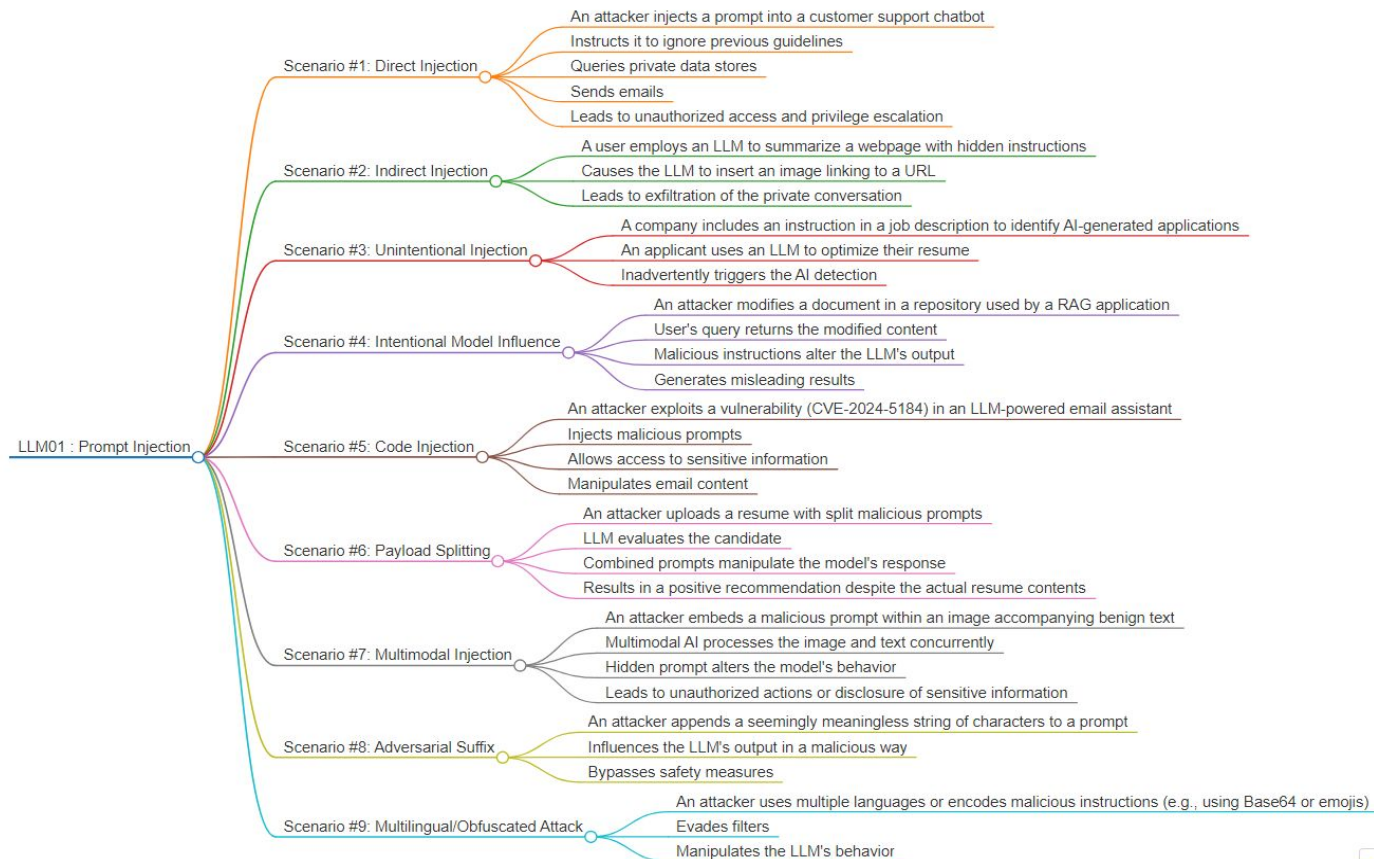 LLM01 : Prompt Injection
Scenario #1: Direct Injection
An attacker injects a prompt into a customer support chatbot
Instructs it to ignore previous guidelines
Queries private data stores
Sends emails
Leads to unauthorized access and privilege escalation
Scenario #2: Indirect Injection
A user employs an LLM to summarize a webpage with hidden instructions
Causes the LLM to insert an image linking to a URL
Leads to exfiltration of the private conversation
Scenario #3: Unintentional Injection
A company includes an instruction in a job description to identify AI-generated applications
An applicant uses an LLM to optimize their resume
Inadvertently triggers the AI detection
Scenario #4: Intentional Model Influence
An attacker modifies a document in a repository used by a RAG application
User's query returns the modified content
Malicious instructions alter the LLM's output
Generates misleading results
Scenario #5: Code Injection
An attacker exploits a vulnerability (CVE-2024-5184) in an LLM-powered email assistant
Injects malicious prompts
Allows access to sensitive information
Manipulates email content
Scenario #6: Payload Splitting
An attacker uploads a resume with split malicious prompts
LLM evaluates the candidate
Combined prompts manipulate the model's response
Results in a positive recommendation despite the actual resume contents
Scenario #7: Multimodal Injection
An attacker embeds a malicious prompt within an image accompanying benign text
Multimodal AI processes the image and text concurrently
Hidden prompt alters the model's behavior
Leads to unauthorized actions or disclosure of sensitive information
Scenario #8: Adversarial Suffix
An attacker appends a seemingly meaningless string of characters to a prompt
Influences the LLM's output in a malicious way
Bypasses safety measures
Scenario #9: Multilingual/Obfuscated Attack
An attacker uses multiple languages or encodes malicious instructions (e.g., using Base64 or emojis)
Evades filters
Manipulates the LLM's behavior